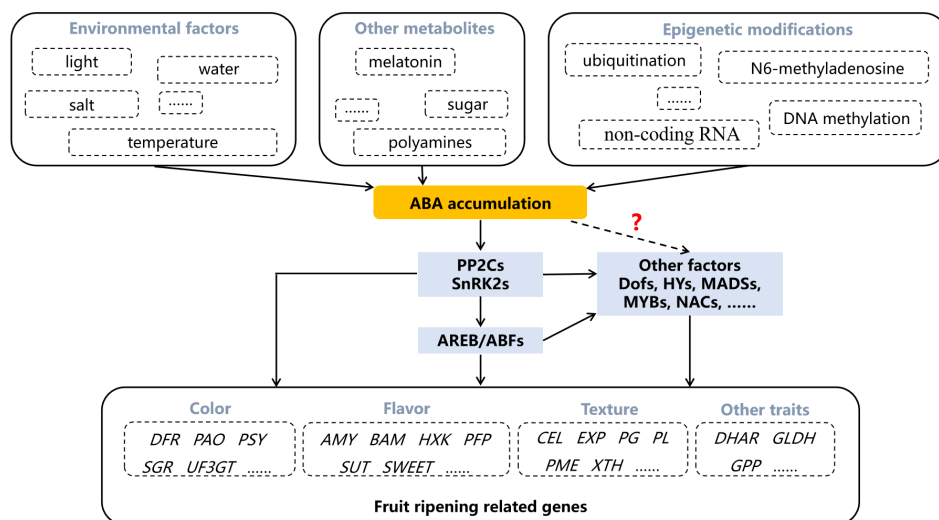 Environmental factors
light
water
salt
......
temperature
Other metabolites
melatonin
......
sugar
polyamines
Epigenetic modifications
ubiquitination
N6-methyladenosine
......
DNA methylation
non-coding RNA
ABA accumulation
?
PP2Cs
SnRK2s
Other factors
Dofs, HYs, MADSs,
MYBs, NACs, ......
AREB/ABFs
Color
DFR PAO PSY
SGR UF3GT ......
Flavor
AMY BAM HXK PFP
SUT SWEET ......
Texture
CEL EXP PG PL
PME XTH ......
Other traits
DHAR GLDH
GPP ......
Fruit ripening related genes